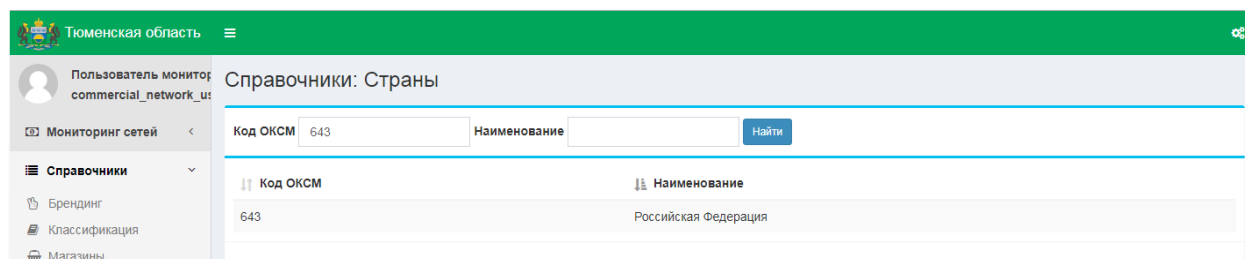 Тюменская область
Пользователь монитор
commercial_network_us
Справочники: Страны
Мониторинг сетей
Код ОКСМ 643 Наименование Найти
Справочники
Код ОКСМ Наименование
Брендинг
643 Российская Федерация
Классификация
Магазины